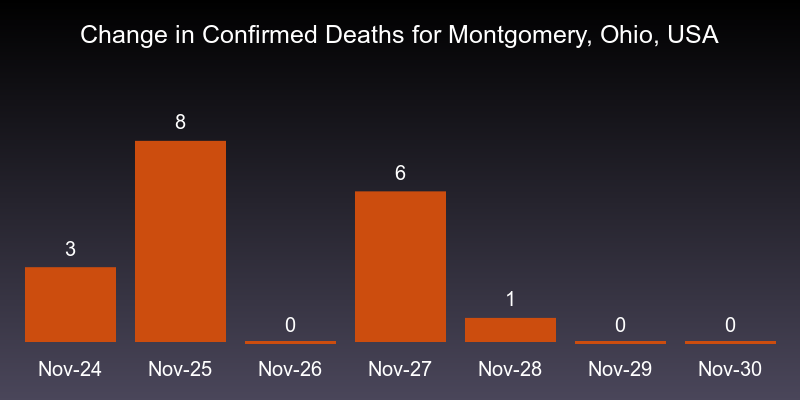 Change in Confirmed Deaths for Montgomery, Ohio, USA
3 8 0 6 1 0 0
Nov-24 Nov-25 Nov-26 Nov-27 Nov-28 Nov-29 Nov-30